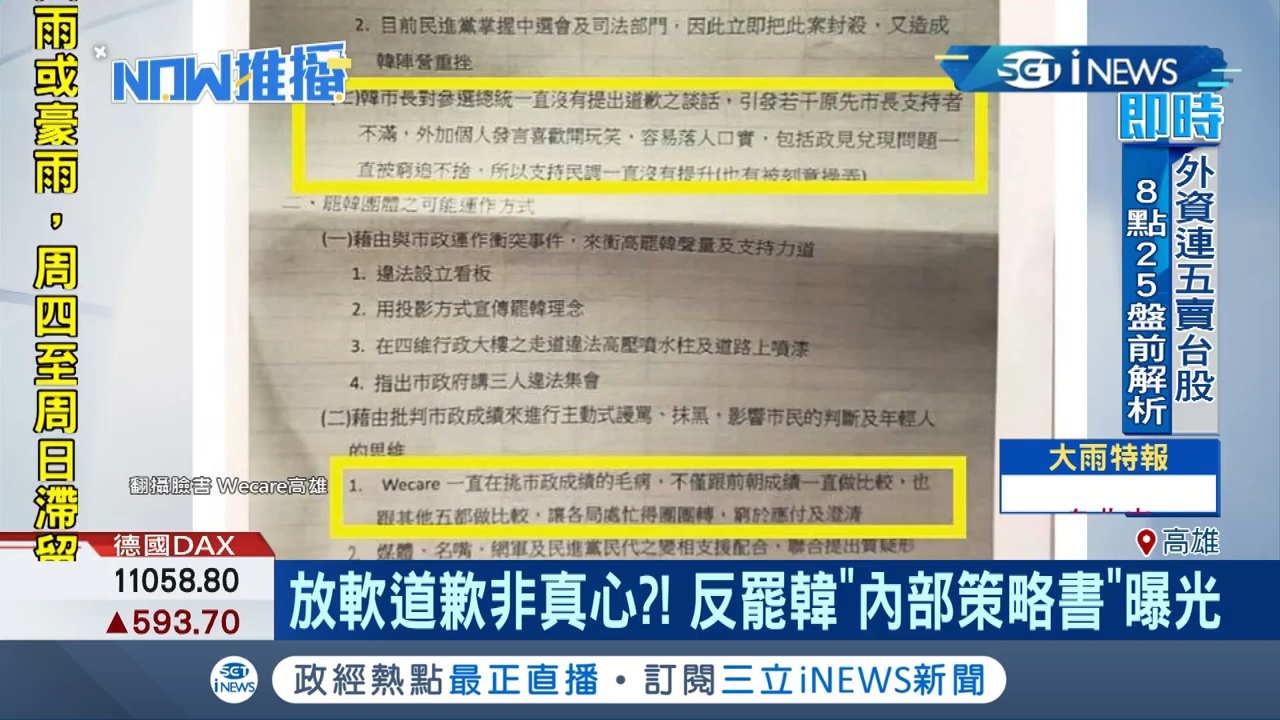 雨或豪雨，周四至周日滯留
NOW推播
2. 目前民進黨掌握中選會及司法部門，因此立即把此案封殺，又造成
韓陣營重挫
韓市長對參選總統一直沒有提出道歉之談話，引發若干原先市長支持者
不滿，外加個人發言喜歡開玩笑，容易落人口實，包括政見兌現問題一
直被窮追不捨，所以支持民調一直沒有提升(也有被刻意操弄)
二、罷韓團體之可能運作方式
(一)藉由與市政運作衝突事件，來衝高罷韓聲量及支持力道
1. 違法設立看板
2. 用投影方式宣傳罷韓理念
3. 在四維行政大樓之走道違法高壓噴水柱及道路上噴漆
4. 指出市政府講三人違法集會
(二)藉由批判市政成績來進行主動式謾罵、抹黑，影響市民的判斷及年輕人
的思維
1. Wecare 一直在挑市政成績的毛病，不僅跟前朝成績一直做比較，也
跟其他五都做比較，讓各局處忙得團團轉，窮於應付及澄清
2. 媒體、名嘴，網軍及民進黨民代之變相支援配合，聯合提出質疑形
翻攝臉書 Wecare高雄
SET iNEWS
即時
外資連五賣台股
8點25盤前解析
大雨特報
高雄
德國DAX
11058.80
▲593.70
放軟道歉非真心?! 反罷韓"內部策略書"曝光
SET iNEWS
政經熱點最正直播・訂閱三立iNEWS新聞